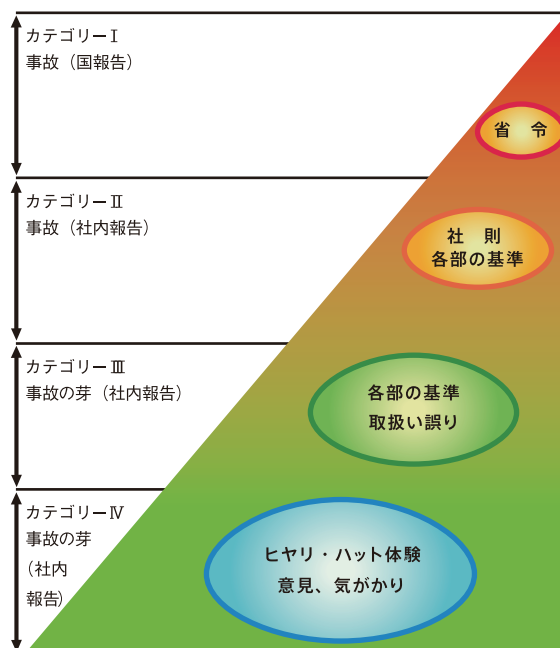 カテゴリーⅠ
事故（国報告）
省　令
カテゴリーⅡ
事故（社内報告）
社　則
各部の基準
カテゴリーⅢ
事故の芽（社内報告）
各部の基準
取扱い誤り
カテゴリーⅣ
事故の芽
（社内
報告）
ヒヤリ・ハット体験
意見、気がかり